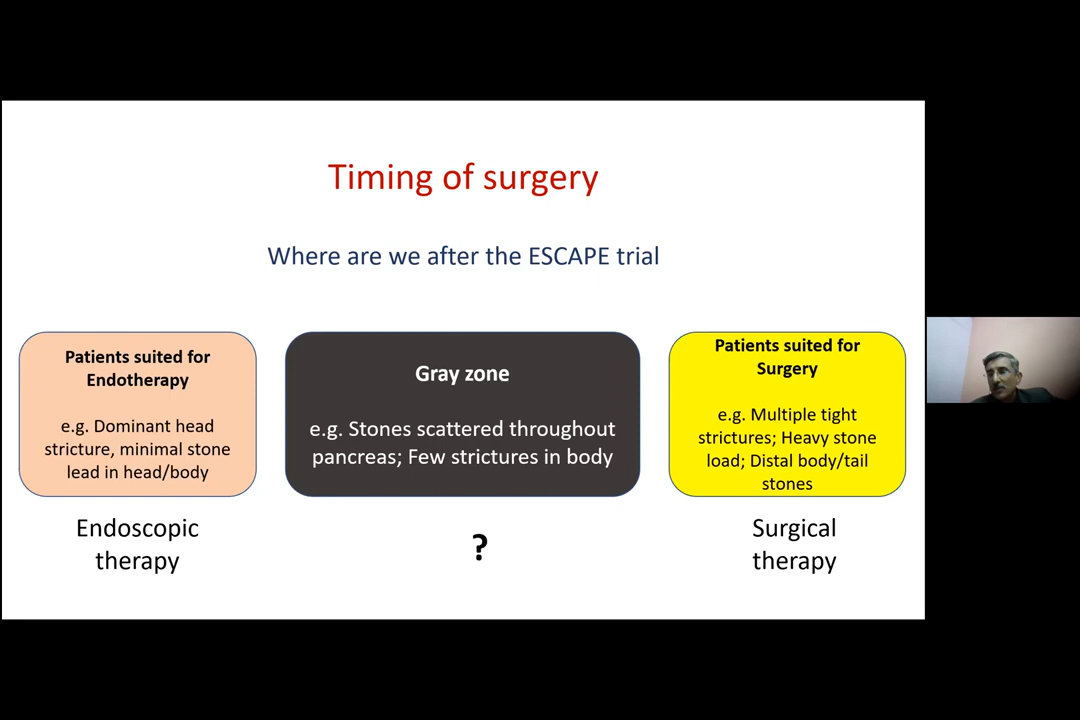 Timing of surgery
Where are we after the ESCAPE trial
Patients suited for
Endotherapy
e.g. Dominant head
stricture, minimal stone
lead in head/body
Gray zone
e.g. Stones scattered throughout
pancreas; Few strictures in body
Patients suited for
Surgery
e.g. Multiple tight
strictures; Heavy stone
load; Distal body/tail
stones
Endoscopic
therapy
?
Surgical
therapy